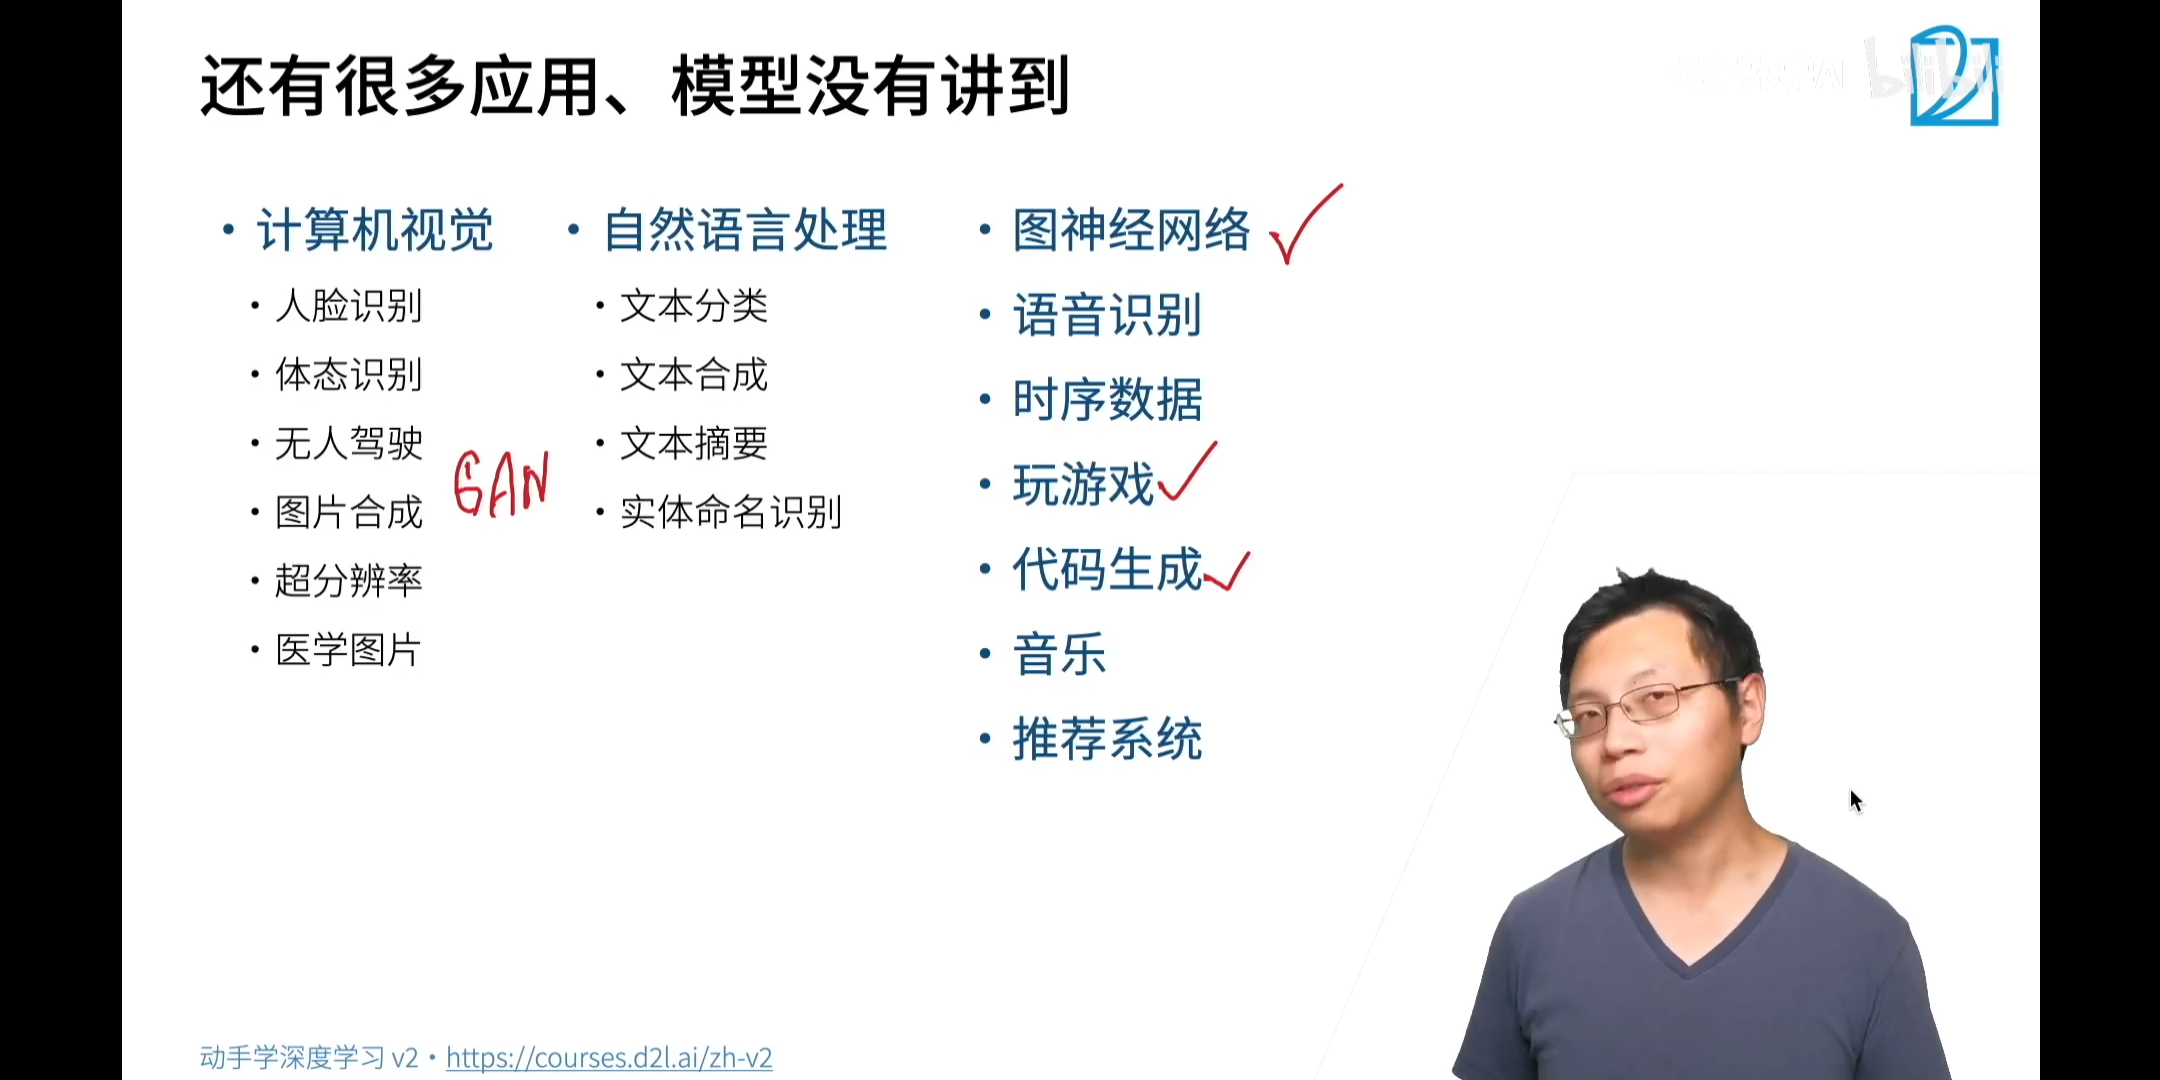 还有很多应用、模型没有讲到
bilibili
• 计算机视觉
• 人脸识别
• 体态识别
• 无人驾驶
• 图片合成
GAN
• 超分辨率
• 医学图片
• 自然语言处理
• 文本分类
• 文本合成
• 文本摘要
• 实体命名识别
• 图神经网络
• 语音识别
• 时序数据
• 玩游戏
• 代码生成
• 音乐
• 推荐系统
动手学深度学习 v2 • https://courses.d2l.ai/zh-v2